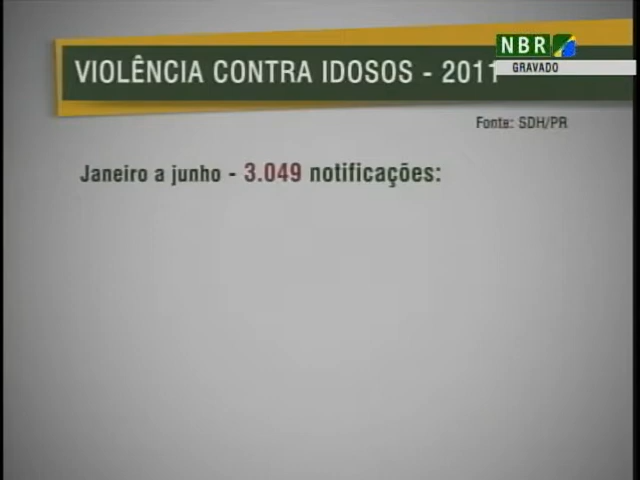 NBR
GRAVADO
VIOLÊNCIA CONTRA IDOSOS - 2011
Fonte: SDH/PR
Janeiro a junho - 3.049 notificações: